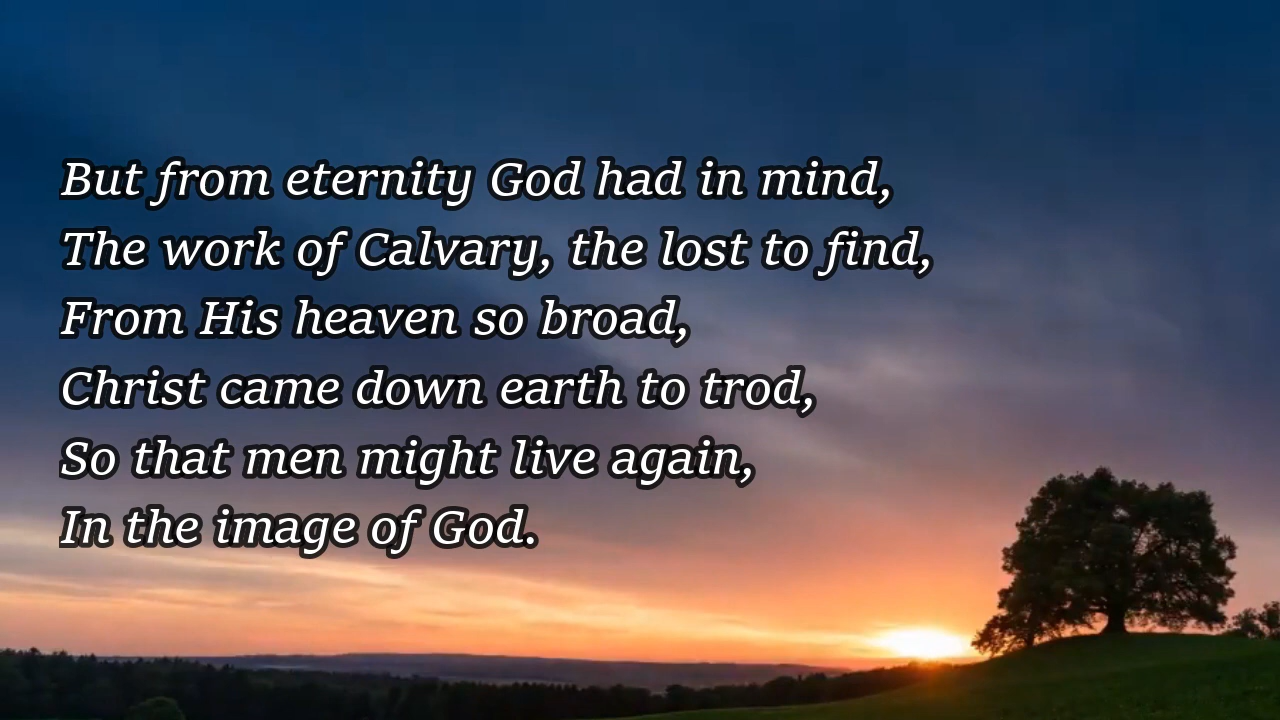 But from eternity God had in mind,
The work of Calvary, the lost to find,
From His heaven so broad,
Christ came down earth to trod,
So that men might live again,
In the image of God.